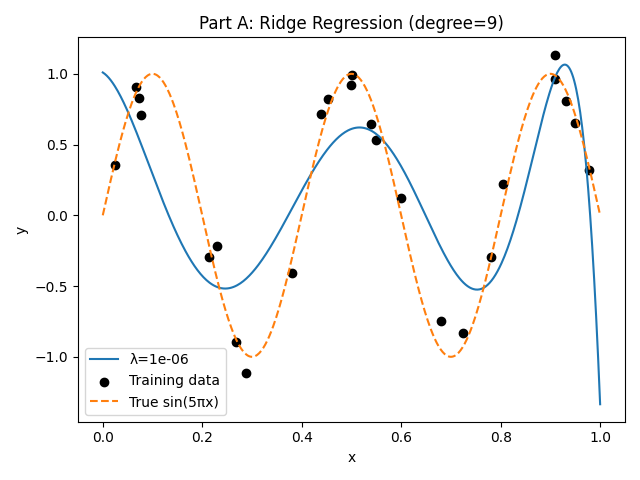 Part A: Ridge Regression (degree=9)
y
1.0
0.5
0.0
−0.5
−1.0
λ=1e-06
Training data
True sin(5πx)
0.0 0.2 0.4 0.6 0.8 1.0
x